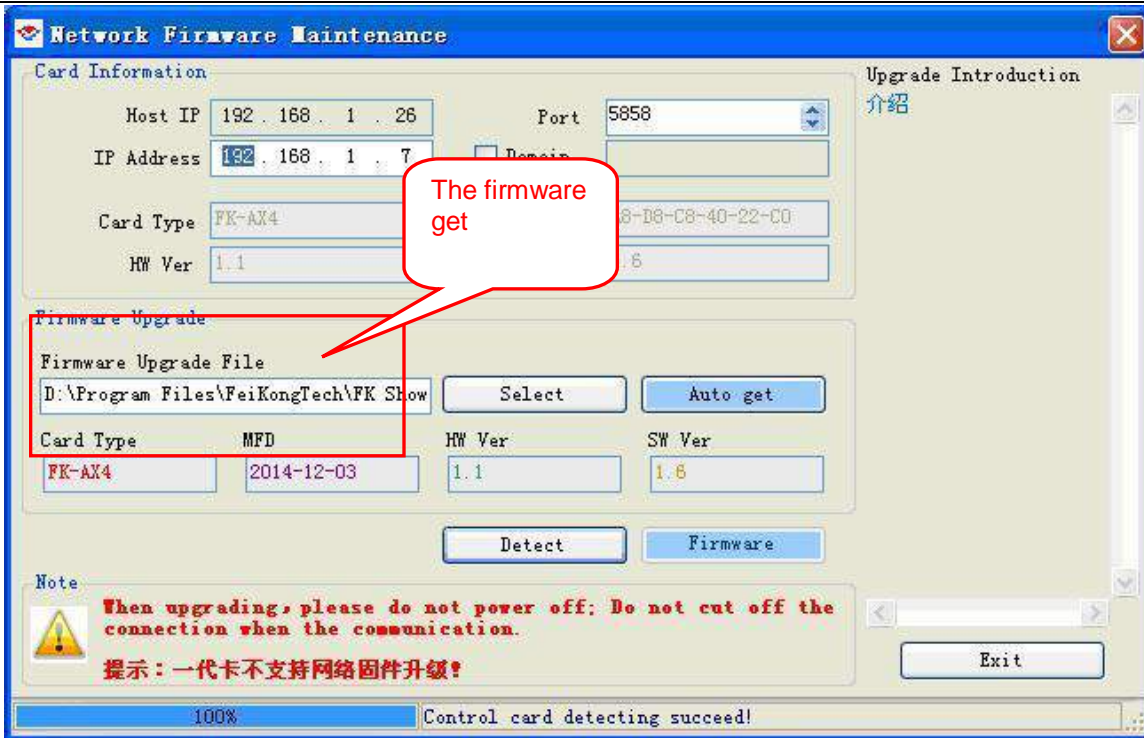 Network Firmware Maintenance
Card Information
Host IP 192 . 168 . 1 . 26 Port 5858
IP Address 192 . 168 . 1 . 7
Card Type FK-AX4 8-D8-C8-40-22-C0
HW Ver 1.1 .6
The firmware
get
Firmware Upgrade
Firmware Upgrade File
D:\Program Files\FeiKongTech\FK Show Select Auto get
Card Type MFD HW Ver SW Ver
FK-AX4 2014-12-03 1.1 1.6
Detect Firmware
Note
When upgrading, please do not power off; Do not cut off the
connection when the communication.
提示：一代卡不支持网络固件升级！
100% Control card detecting succeed!
Upgrade Introduction
介绍
Exit